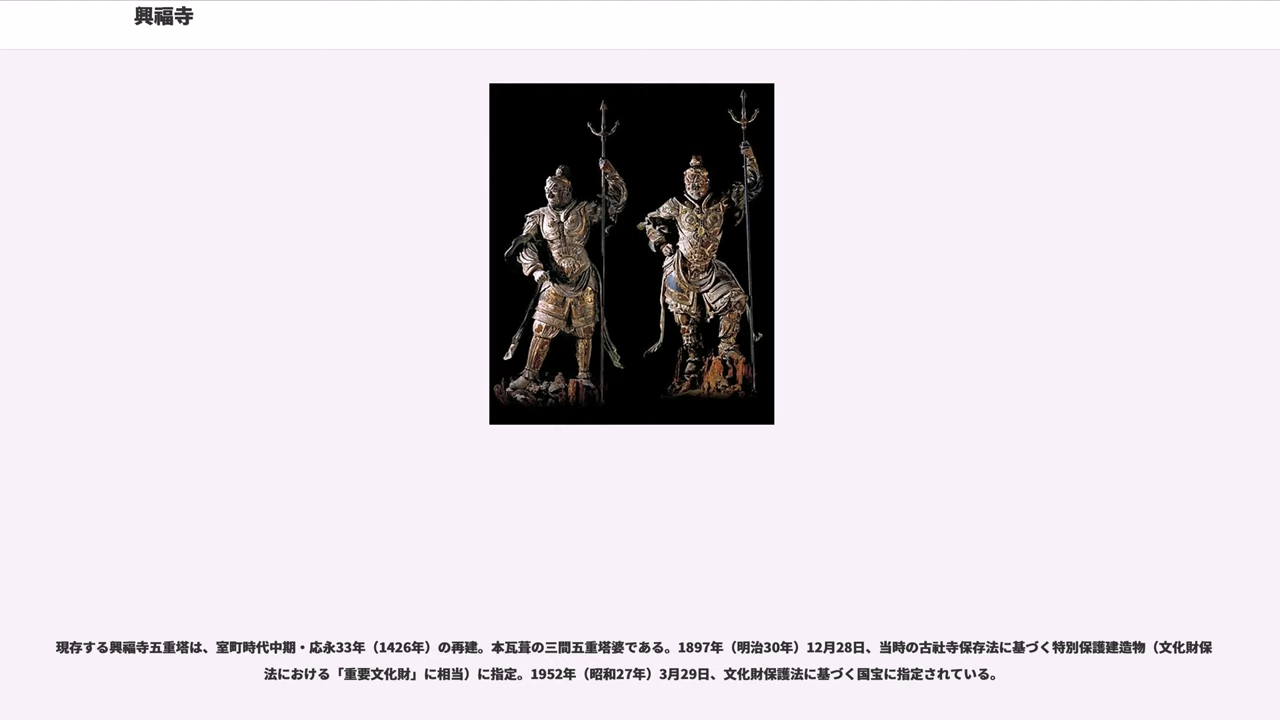 興福寺
現存する興福寺五重塔は、室町時代中期・応永33年（1426年）の再建。本瓦葺の三間五重塔婆である。1897年（明治30年）12月28日、当時の古社寺保存法に基づく特別保護建造物（文化財保
法における「重要文化財」に相当）に指定。1952年（昭和27年）3月29日、文化財保護法に基づく国宝に指定されている。